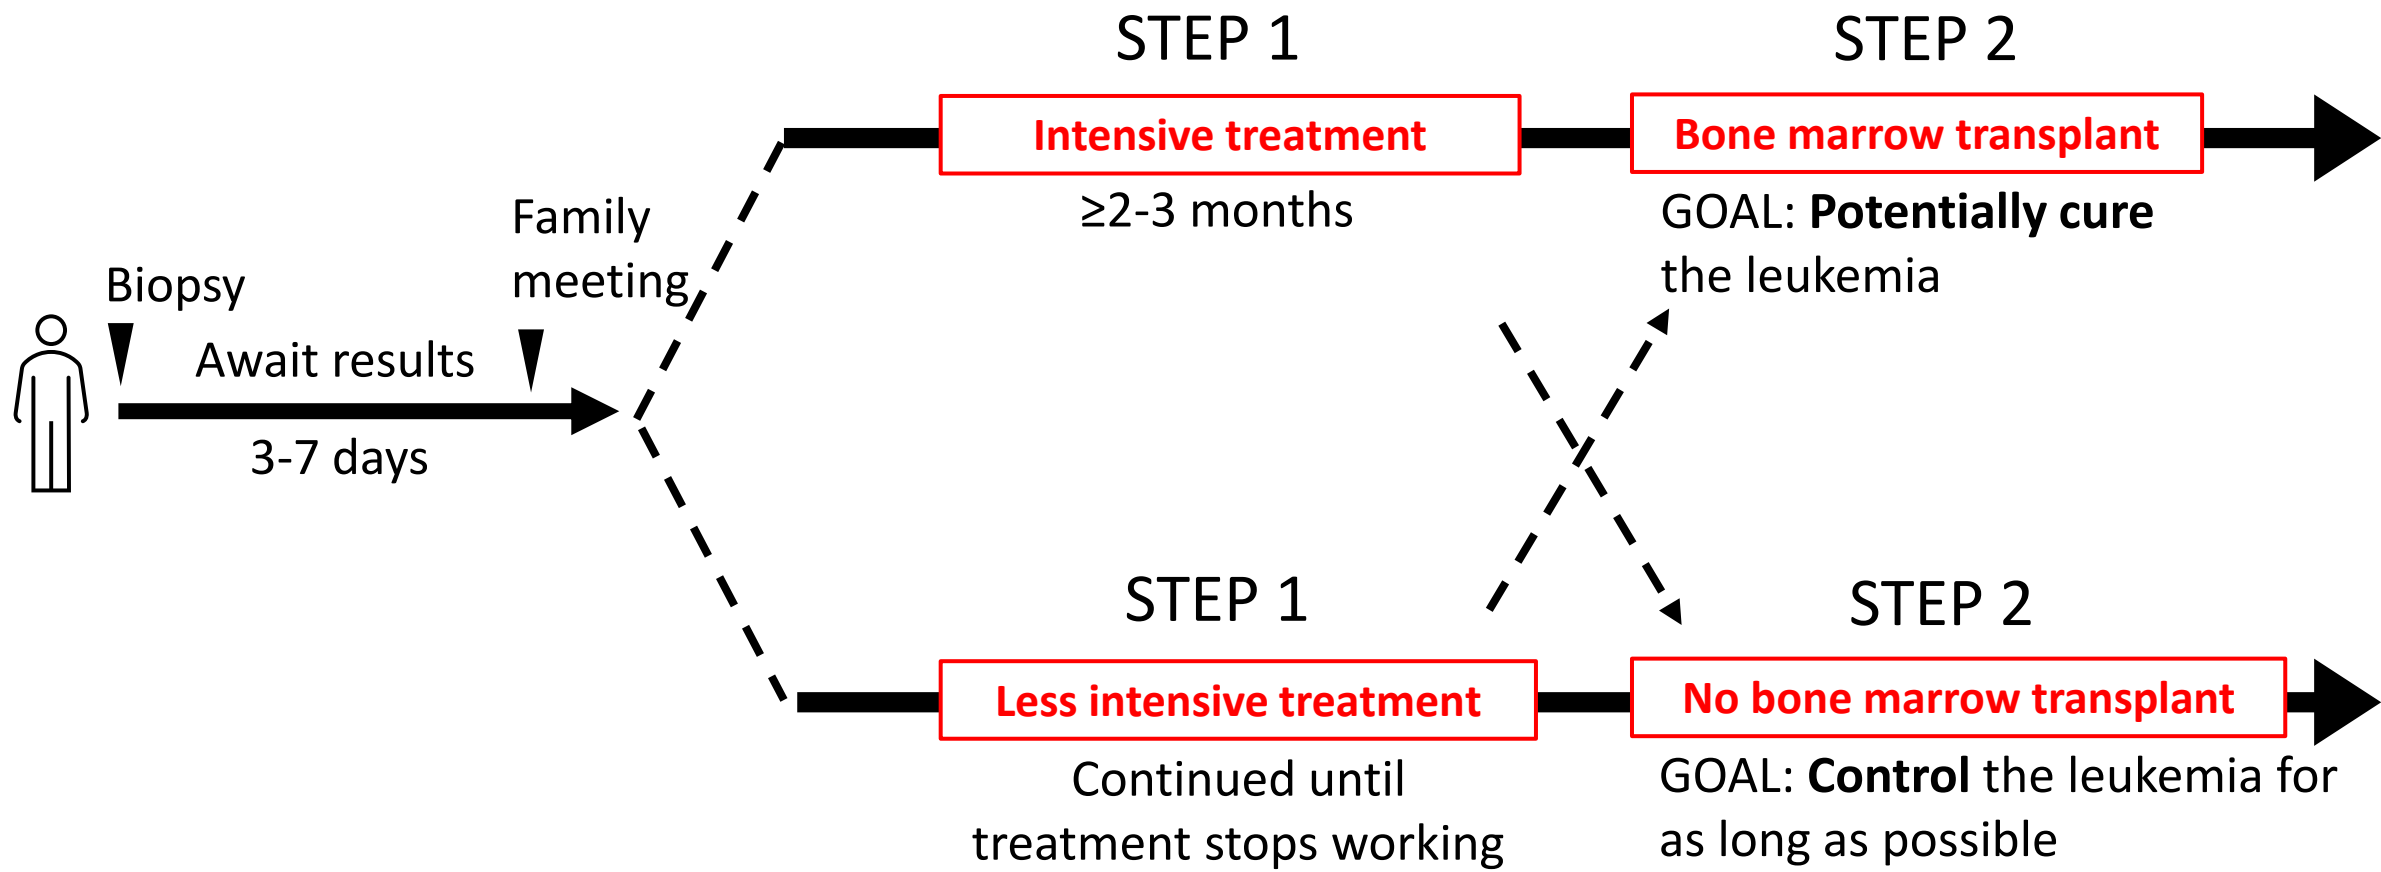 Biopsy
Await results
3-7 days
Family
meeting
STEP 1
Intensive treatment
≥2-3 months
STEP 2
Bone marrow transplant
GOAL: Potentially cure
the leukemia
STEP 1
Less intensive treatment
Continued until
treatment stops working
STEP 2
No bone marrow transplant
GOAL: Control the leukemia for
as long as possible